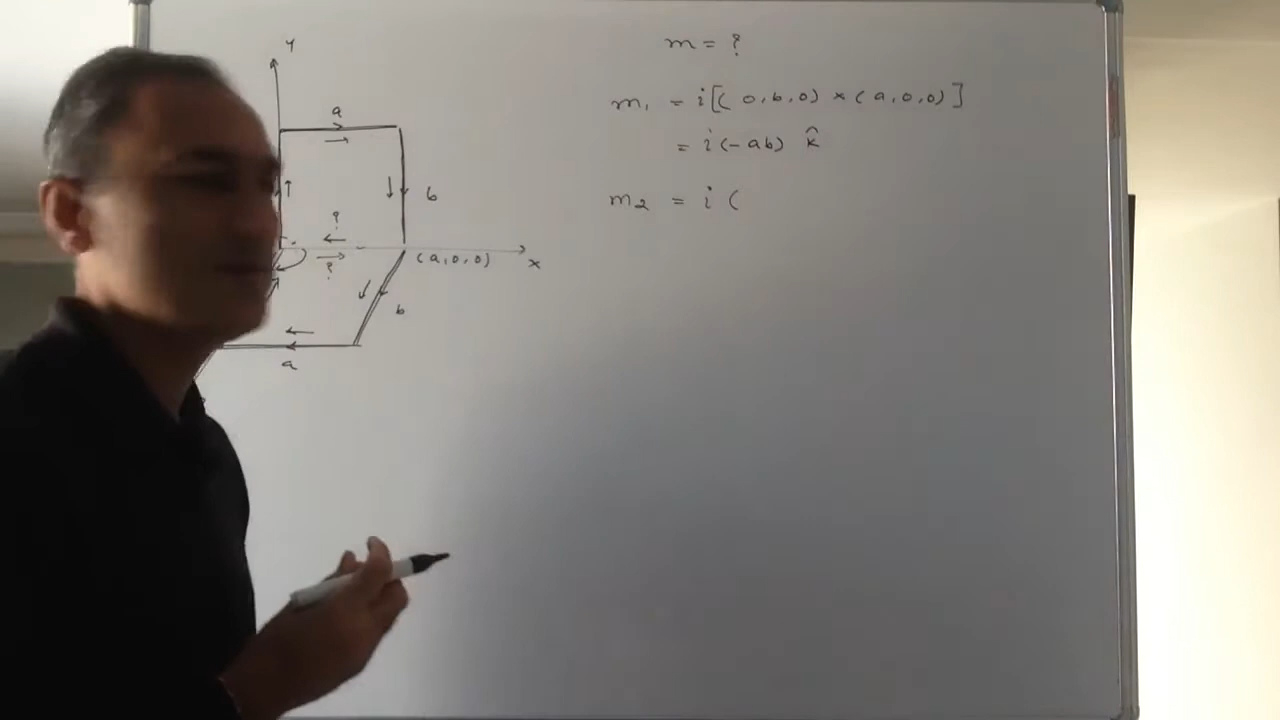 m = ?
m₁ = i[( 0,b,0) × (a,0,0)]
= i(-ab) k̂
m₂ = i (
Y
a
b
?
?
(a,0,0)
x
b
a